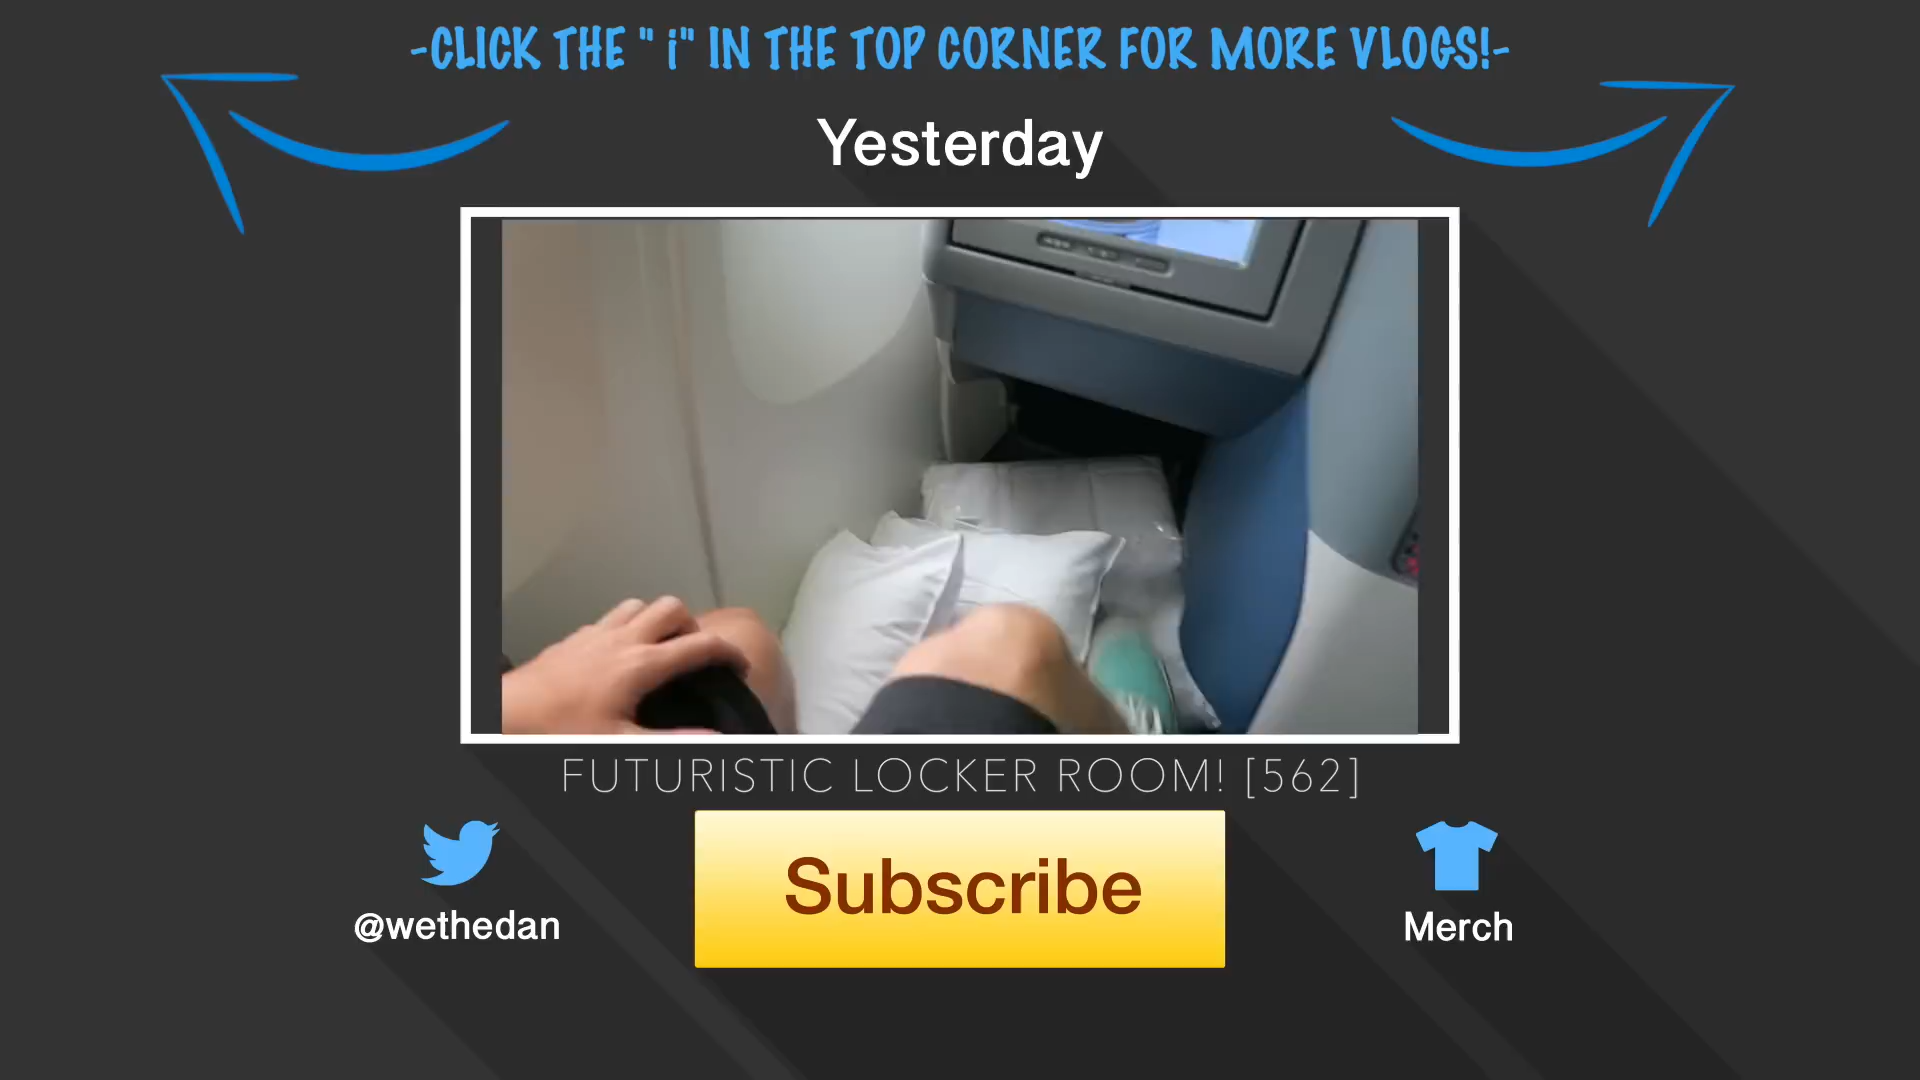 -CLICK THE " i" IN THE TOP CORNER FOR MORE VLOGS!-
Yesterday
FUTURISTIC LOCKER ROOM! [562]
Subscribe
@wethedan
Merch